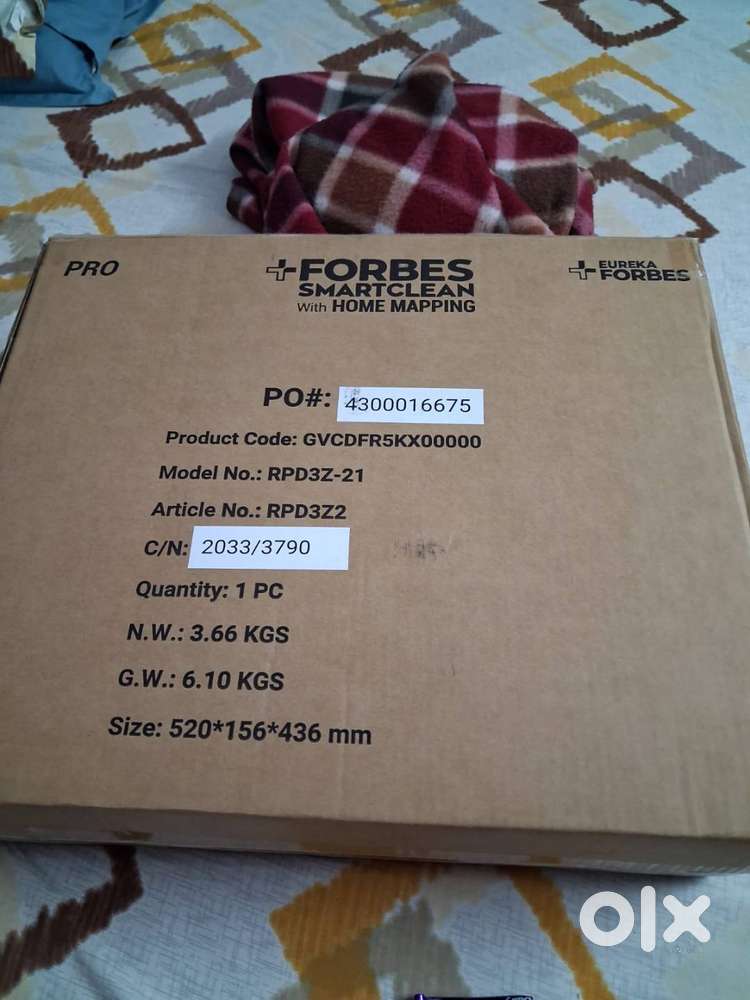 PRO
+FORBES
SMARTCLEAN
With HOME MAPPING
+EUREKA
FORBES
PO#: 4300016675
Product Code: GVCDFR5KX00000
Model No.: RPD3Z-21
Article No.: RPD3Z2
C/N: 2033/3790
Quantity: 1 PC
N.W.: 3.66 KGS
G.W.: 6.10 KGS
Size: 520*156*436 mm
olx